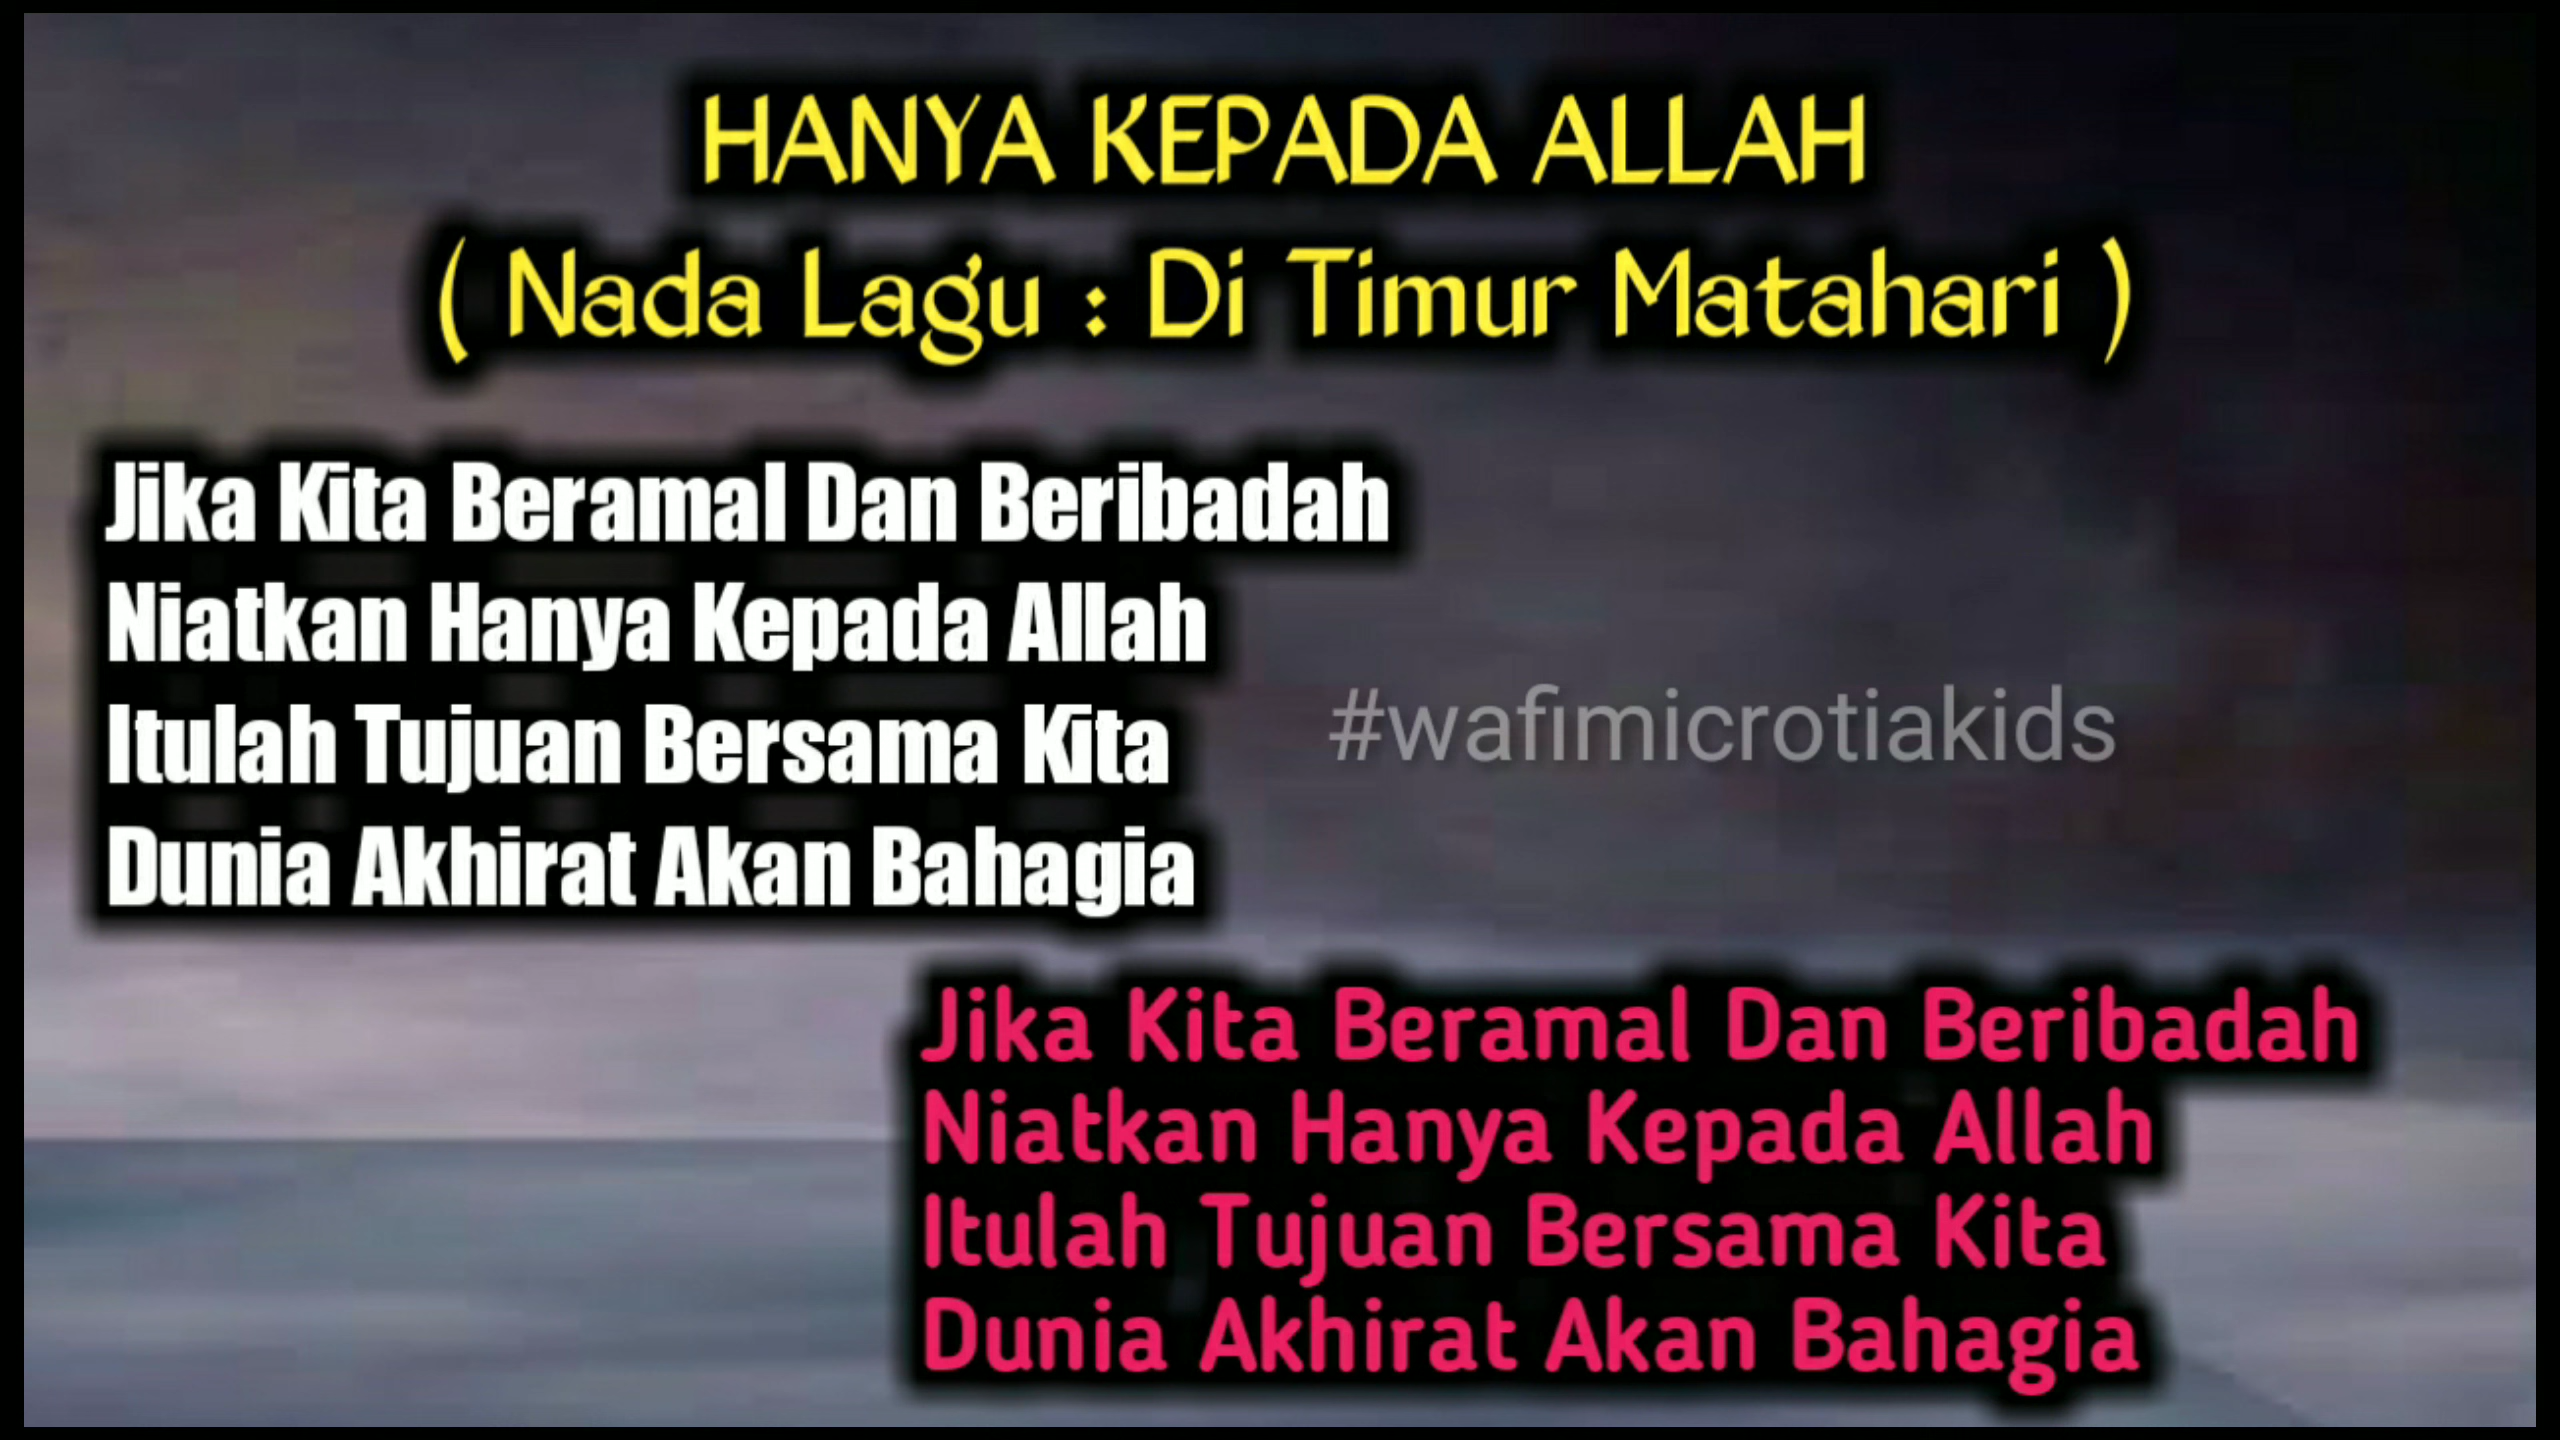 HANYA KEPADA ALLAH
( Nada Lagu : Di Timur Matahari )
Jika Kita Beramal Dan Beribadah
Niatkan Hanya Kepada Allah
Itulah Tujuan Bersama Kita
Dunia Akhirat Akan Bahagia
#wafimicrotiakids
Jika Kita Beramal Dan Beribadah
Niatkan Hanya Kepada Allah
Itulah Tujuan Bersama Kita
Dunia Akhirat Akan Bahagia